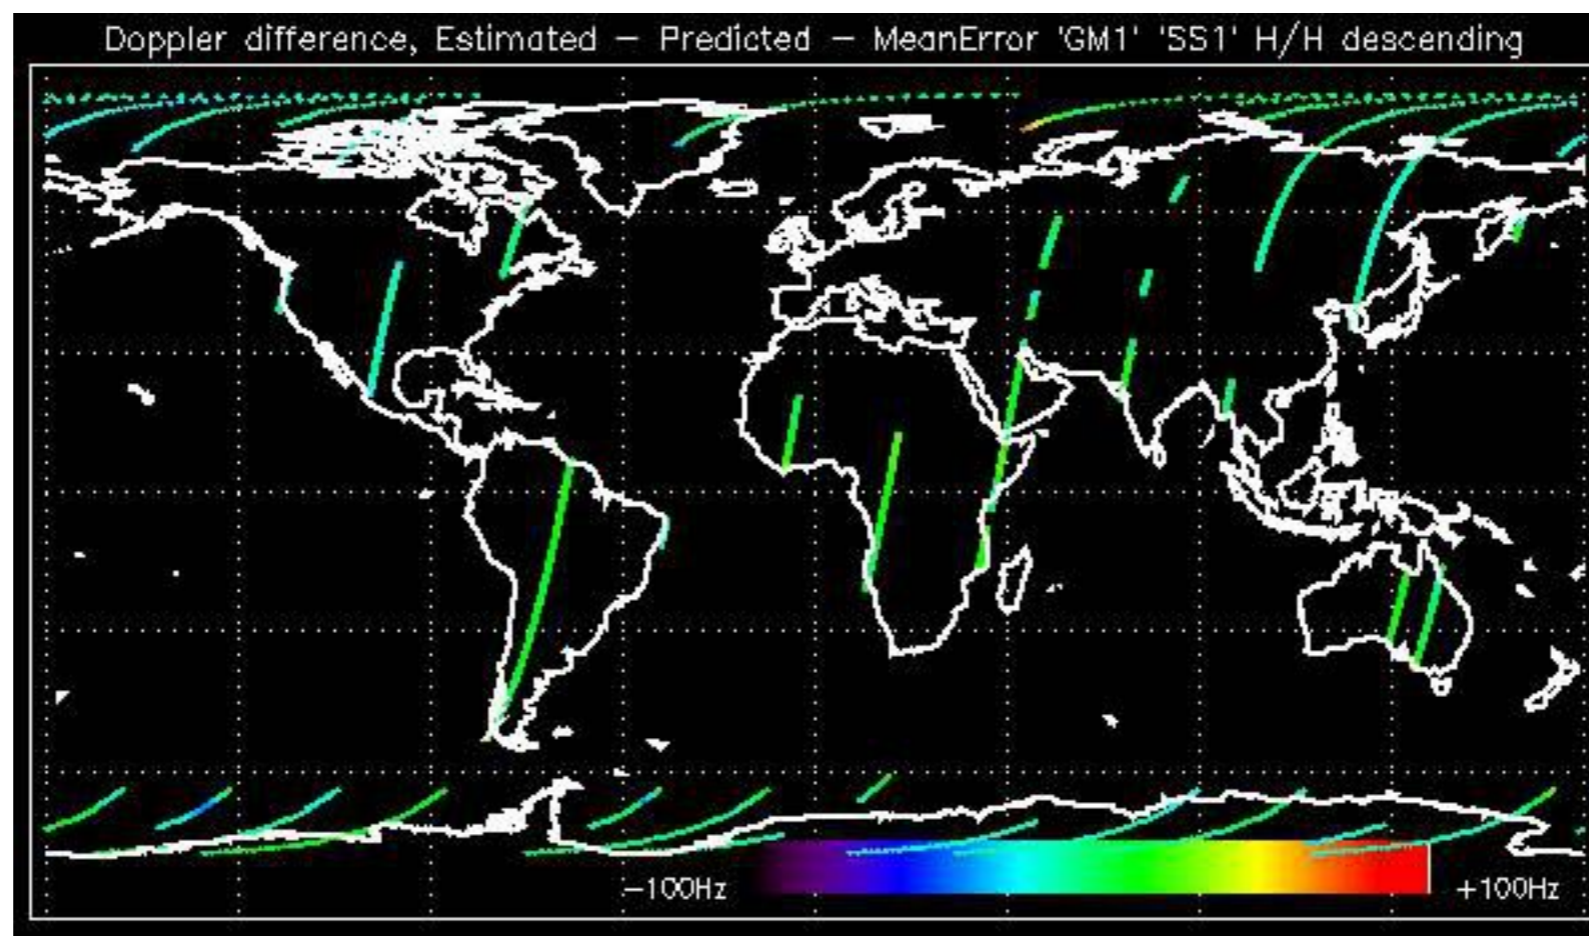 Doppler difference, Estimated – Predicted – MeanError 'GM1' 'SS1' H/H descending
−100Hz +100Hz